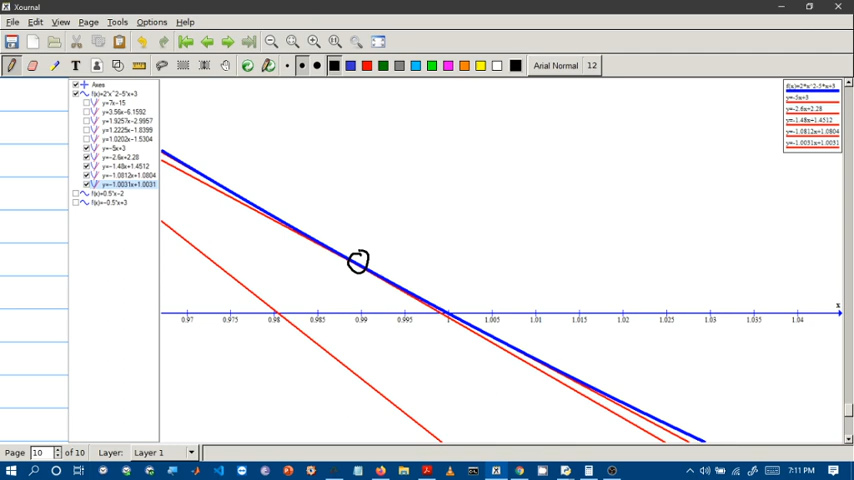 Xournal
File Edit View Page Tools Options Help
Arial Normal 12
Axes
f(x)=2*x^2-5*x+3
y=7x-15
y=3.56x-6.1592
y=1.9257x-2.9957
y=1.2225x-1.8399
y=1.0202x-1.5304
y=-5x+3
y=-2.6x+2.28
y=-1.48x+1.4512
y=-1.0812x+1.0804
y=-1.0031x+1.0031
f(x)=0.5*x-2
f(x)=-0.5*x+3
f(x)=2*x^2-5*x+3
y=-5x+3
y=-2.6x+2.28
y=-1.48x+1.4512
y=-1.0812x+1.0804
y=-1.0031x+1.0031
x
0.97 0.975 0.98 0.985 0.99 0.995 1 1.005 1.01 1.015 1.02 1.025 1.03 1.035 1.04
Page 10 of 10 Layer: Layer 1
7:11 PM